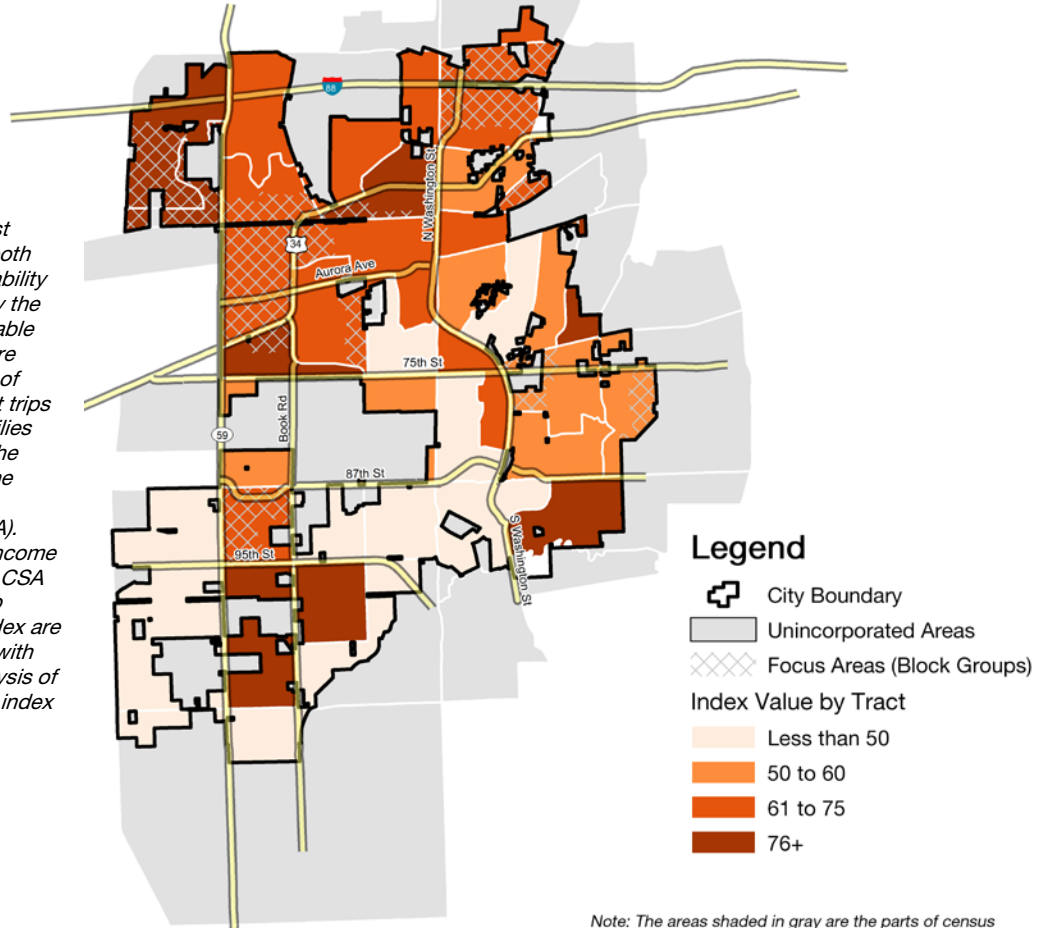 st
oth
ability
y the
able
re
of
t trips
ilies
he
ne
A).
ncome
CSA
o
dex are
with
ysis of
index
88
N Washington St
34
Aurora Ave
75th St
Book Rd
59
87th St
S Washington St
95th St
Legend
City Boundary
Unincorporated Areas
Focus Areas (Block Groups)
Index Value by Tract
Less than 50
50 to 60
61 to 75
76+
Note: The areas shaded in gray are the parts of census